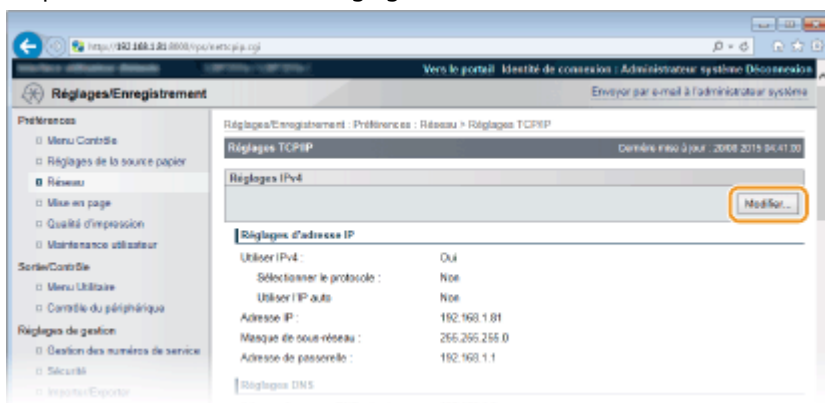 http://192.168.1.81:8000/rps/nettcpip.cgi
Vers le portail Identité de connexion : Administrateur système Déconnexion
Réglages/Enregistrement
Envoyer par e-mail à l'administrateur système
Préférences
Menu Contrôle
Réglages de la source papier
Réseau
Mise en page
Qualité d'impression
Maintenance utilisateur
Sortie/Contrôle
Menu Utilitaire
Contrôle du périphérique
Réglages de gestion
Gestion des numéros de service
Sécurité
Importer/Exporter
Réglages/Enregistrement : Préférences : Réseau > Réglages TCP/IP
Réglages TCP/IP
Dernière mise à jour : 20/08 2015 04:41:00
Réglages IPv4
Modifier...
Réglages d'adresse IP
Utiliser IPv4 : Oui
Sélectionner le protocole : Non
Utiliser l'IP auto Non
Adresse IP : 192.168.1.81
Masque de sous-réseau : 255.255.255.0
Adresse de passerelle : 192.168.1.1
Réglages DNS